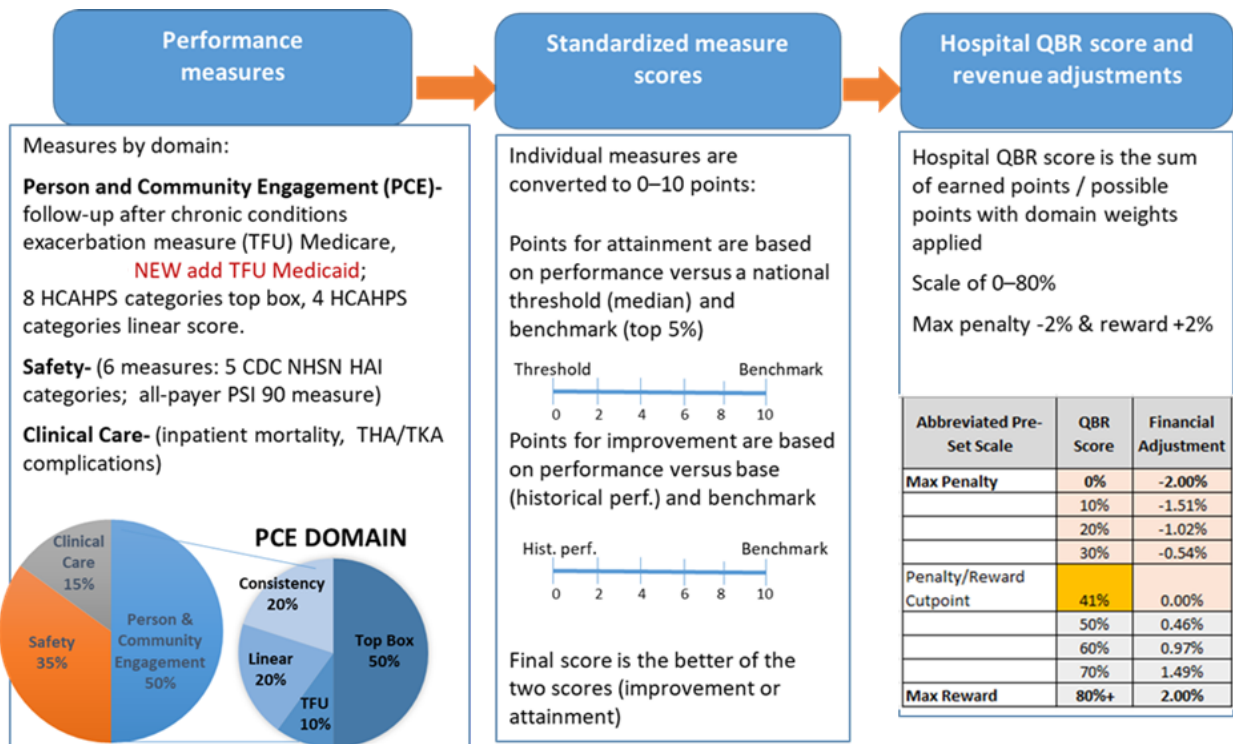 Performance
measures
Standardized measure
scores
Hospital QBR score and
revenue adjustments
Measures by domain:
Person and Community Engagement (PCE)-
follow-up after chronic conditions
exacerbation measure (TFU) Medicare,
NEW add TFU Medicaid;
8 HCAHPS categories top box, 4 HCAHPS
categories linear score.
Safety- (6 measures: 5 CDC NHSN HAI
categories; all-payer PSI 90 measure)
Clinical Care- (inpatient mortality, THA/TKA
complications)
Clinical
Care
15%
Safety
35%
Person &
Community
Engagement
50%
PCE DOMAIN
Consistency
20%
Linear
20%
TFU
10%
Top Box
50%
Individual measures are
converted to 0–10 points:
Points for attainment are based
on performance versus a national
threshold (median) and
benchmark (top 5%)
Threshold Benchmark
0 2 4 6 8 10
Points for improvement are based
on performance versus base
(historical perf.) and benchmark
Hist. perf. Benchmark
0 2 4 6 8 10
Final score is the better of the
two scores (improvement or
attainment)
Hospital QBR score is the sum
of earned points / possible
points with domain weights
applied
Scale of 0–80%
Max penalty -2% & reward +2%
Abbreviated Pre-
Set Scale
QBR
Score
Financial
Adjustment
Max Penalty 0% -2.00%
10% -1.51%
20% -1.02%
30% -0.54%
Penalty/Reward
Cutpoint 41% 0.00%
50% 0.46%
60% 0.97%
70% 1.49%
Max Reward 80%+ 2.00%